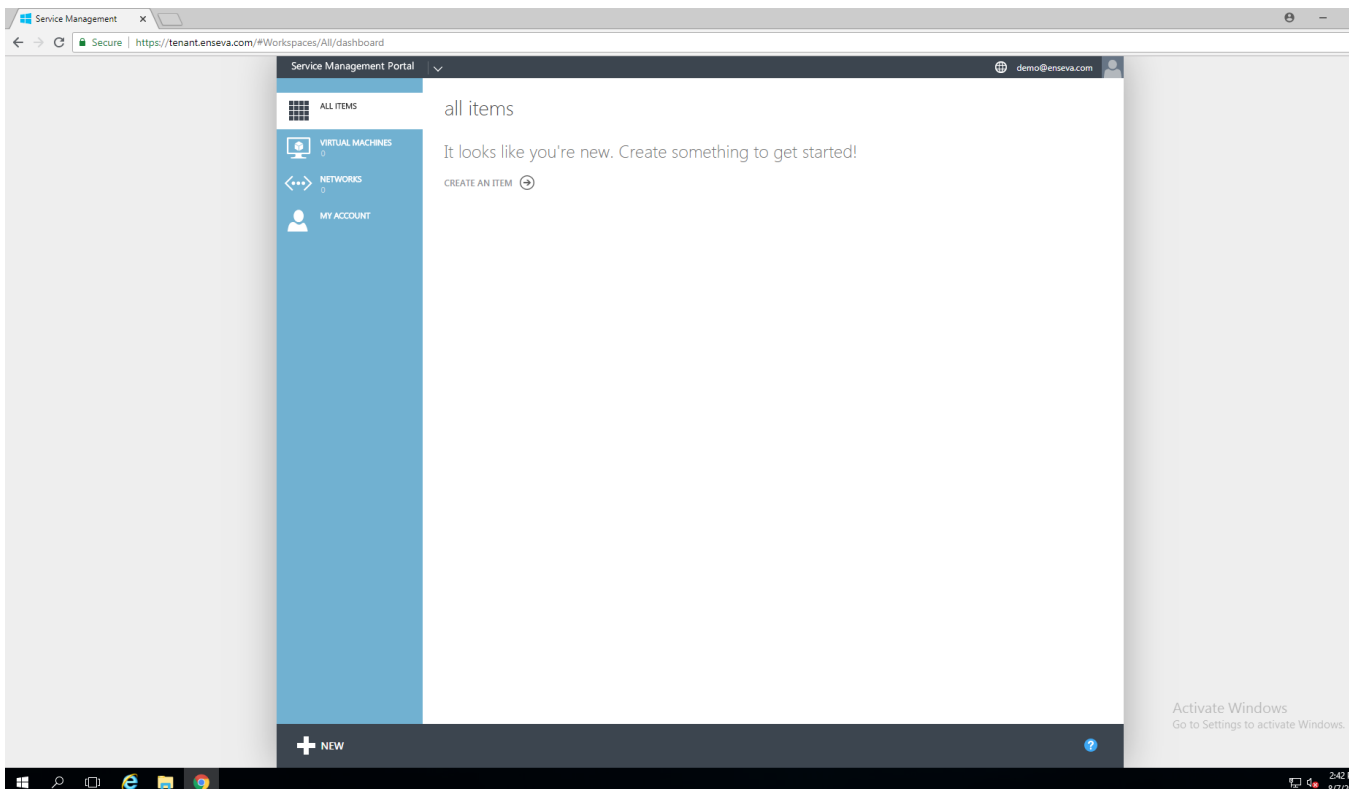 Service Management
Secure | https://tenant.enseva.com/#Workspaces/All/dashboard
Service Management Portal
demo@enseva.com
ALL ITEMS
VIRTUAL MACHINES
0
NETWORKS
0
MY ACCOUNT
all items
It looks like you're new. Create something to get started!
CREATE AN ITEM
Activate Windows
Go to Settings to activate Windows.
NEW
?
2:42